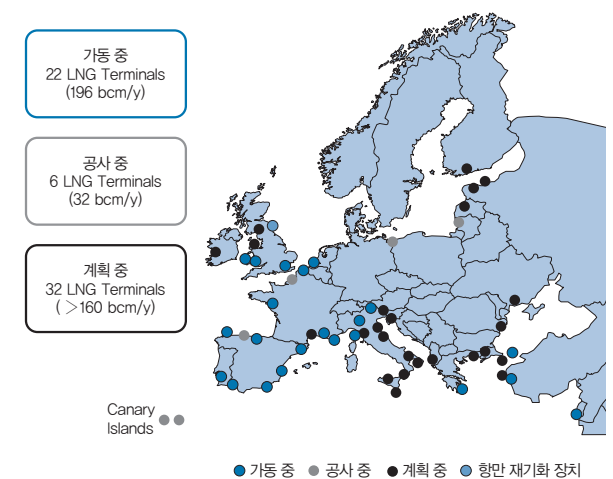 가동 중
22 LNG Terminals
(196 bcm/y)
공사 중
6 LNG Terminals
(32 bcm/y)
계획 중
32 LNG Terminals
( >160 bcm/y)
Canary
Islands
가동 중 공사 중 계획 중 항만 재기화 장치